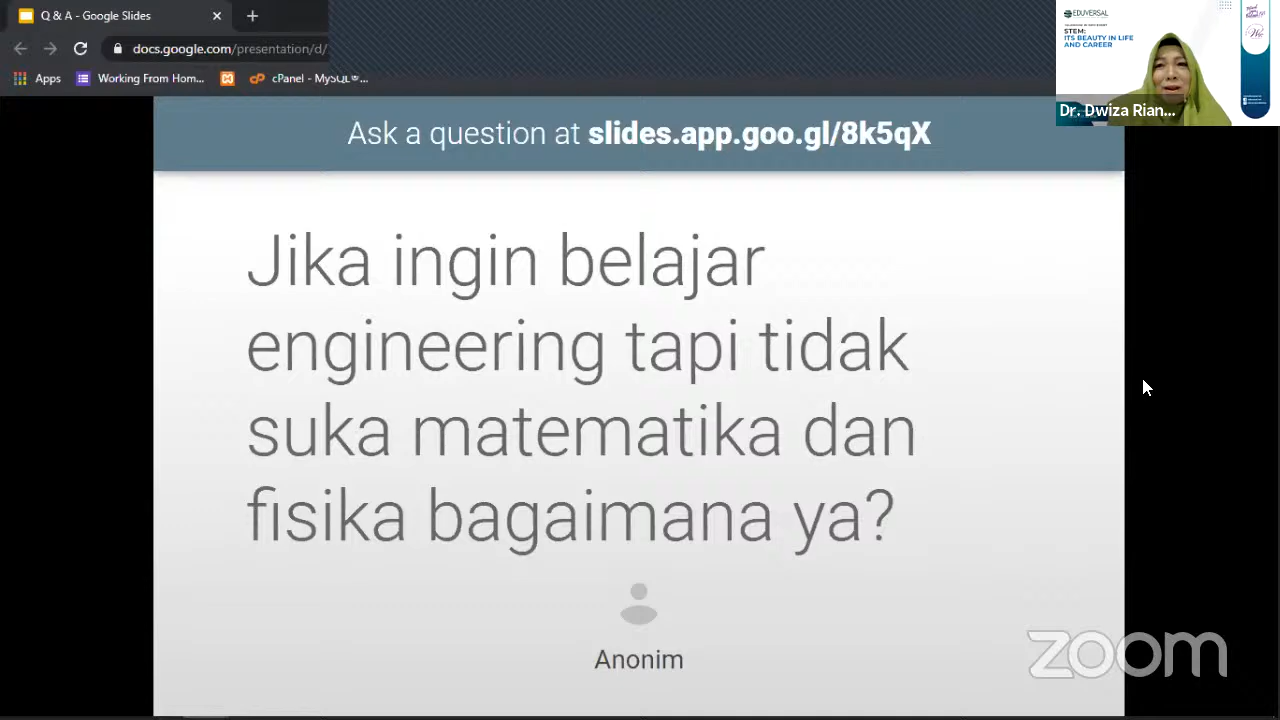 Q & A - Google Slides
docs.google.com/presentation/d/
Apps
Working From Hom...
cPanel - MySQL®...
EDUVERSAL
STEM:
ITS BEAUTY IN LIFE
AND CAREER
Dr. Dwiza Rian...
Ask a question at slides.app.goo.gl/8k5qX
Jika ingin belajar
engineering tapi tidak
suka matematika dan
fisika bagaimana ya?
Anonim
zoom